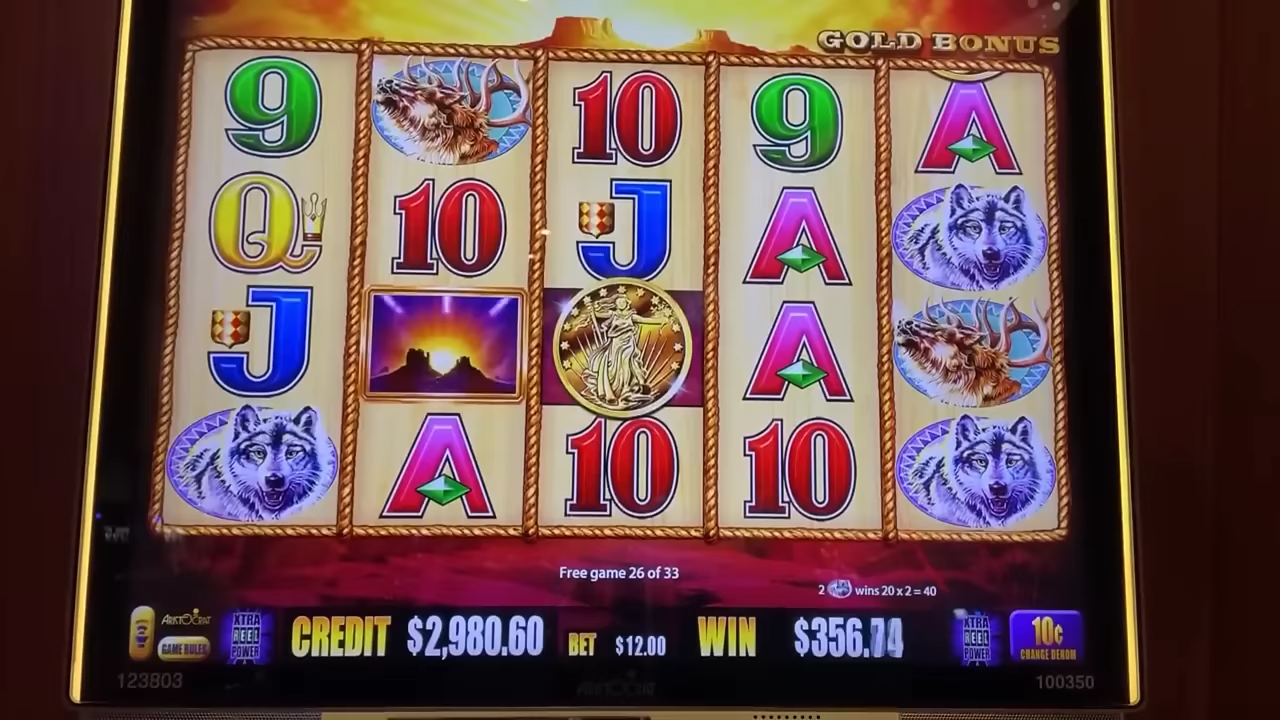 GOLD BONUS
9 10 9 A
Q 10 J A
J A
A 10 10
Free game 26 of 33
2 wins 20 x 2 = 40
ARISTOCRAT
GAME RULES
XTRA REEL POWER
CREDIT $2,980.60 BET $12.00 WIN $356.74
XTRA REEL POWER
10¢
CHANGE DENOM
123803
ARISTOCRAT
100350